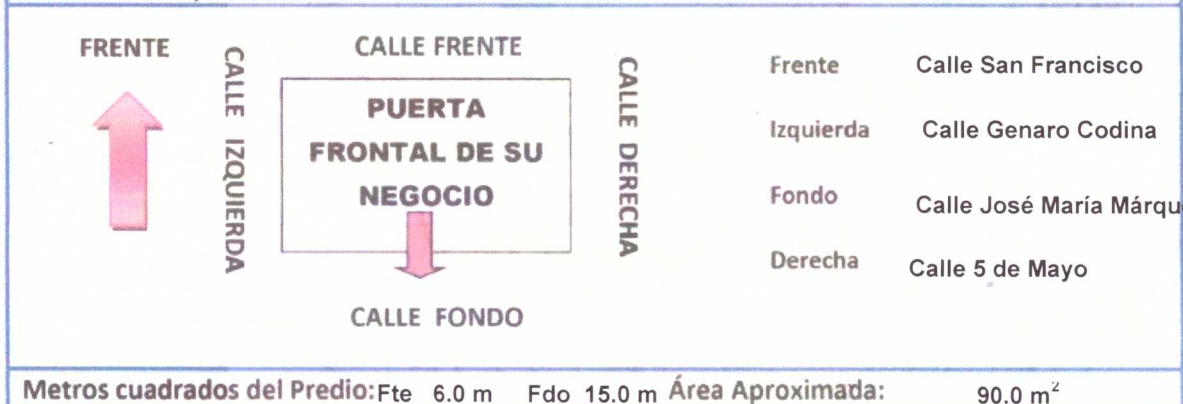 FRENTE
CALLE IZQUIERDA
CALLE FRENTE
PUERTA
FRONTAL DE SU
NEGOCIO
CALLE DERECHA
CALLE FONDO
Frente Calle San Francisco
Izquierda Calle Genaro Codina
Fondo Calle José María Márqu
Derecha Calle 5 de Mayo
Metros cuadrados del Predio: Fte 6.0 m Fdo 15.0 m Área Aproximada: 90.0 m²